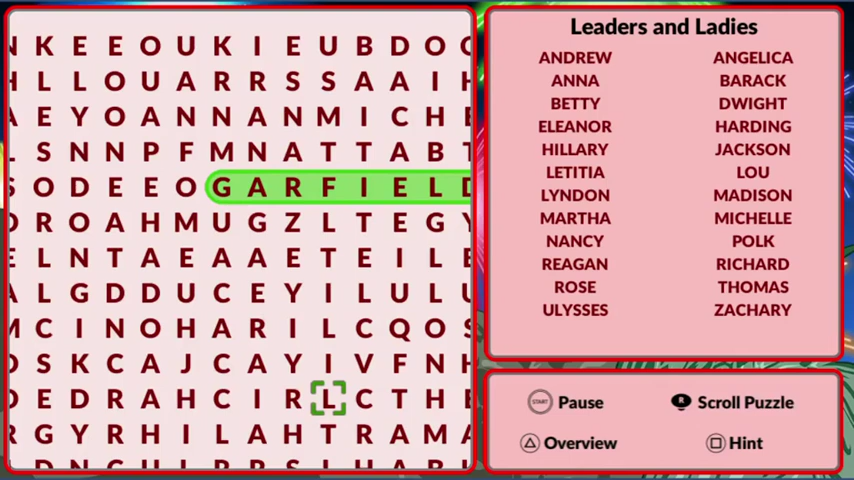 Leaders and Ladies
K E E O U K I E U B D O
L L O U A R R S S A A I
E Y O A N N A N M I C H
S N N P F M N A T T A B
O D E E O G A R F I E L D
R O A H M U G Z L T E G
L N T A E A A E T E I L
L G D D U C E Y I L U L
C I N O H A R I L C Q O
S K C A J C A Y I V F N
E D R A H C I R L C T H
G Y R H I L A H T R A M
ANDREW
ANNA
BETTY
ELEANOR
HILLARY
LETITIA
LYNDON
MARTHA
NANCY
REAGAN
ROSE
ULYSSES
ANGELICA
BARACK
DWIGHT
HARDING
JACKSON
LOU
MADISON
MICHELLE
POLK
RICHARD
THOMAS
ZACHARY
START Pause
R Scroll Puzzle
Overview
Hint